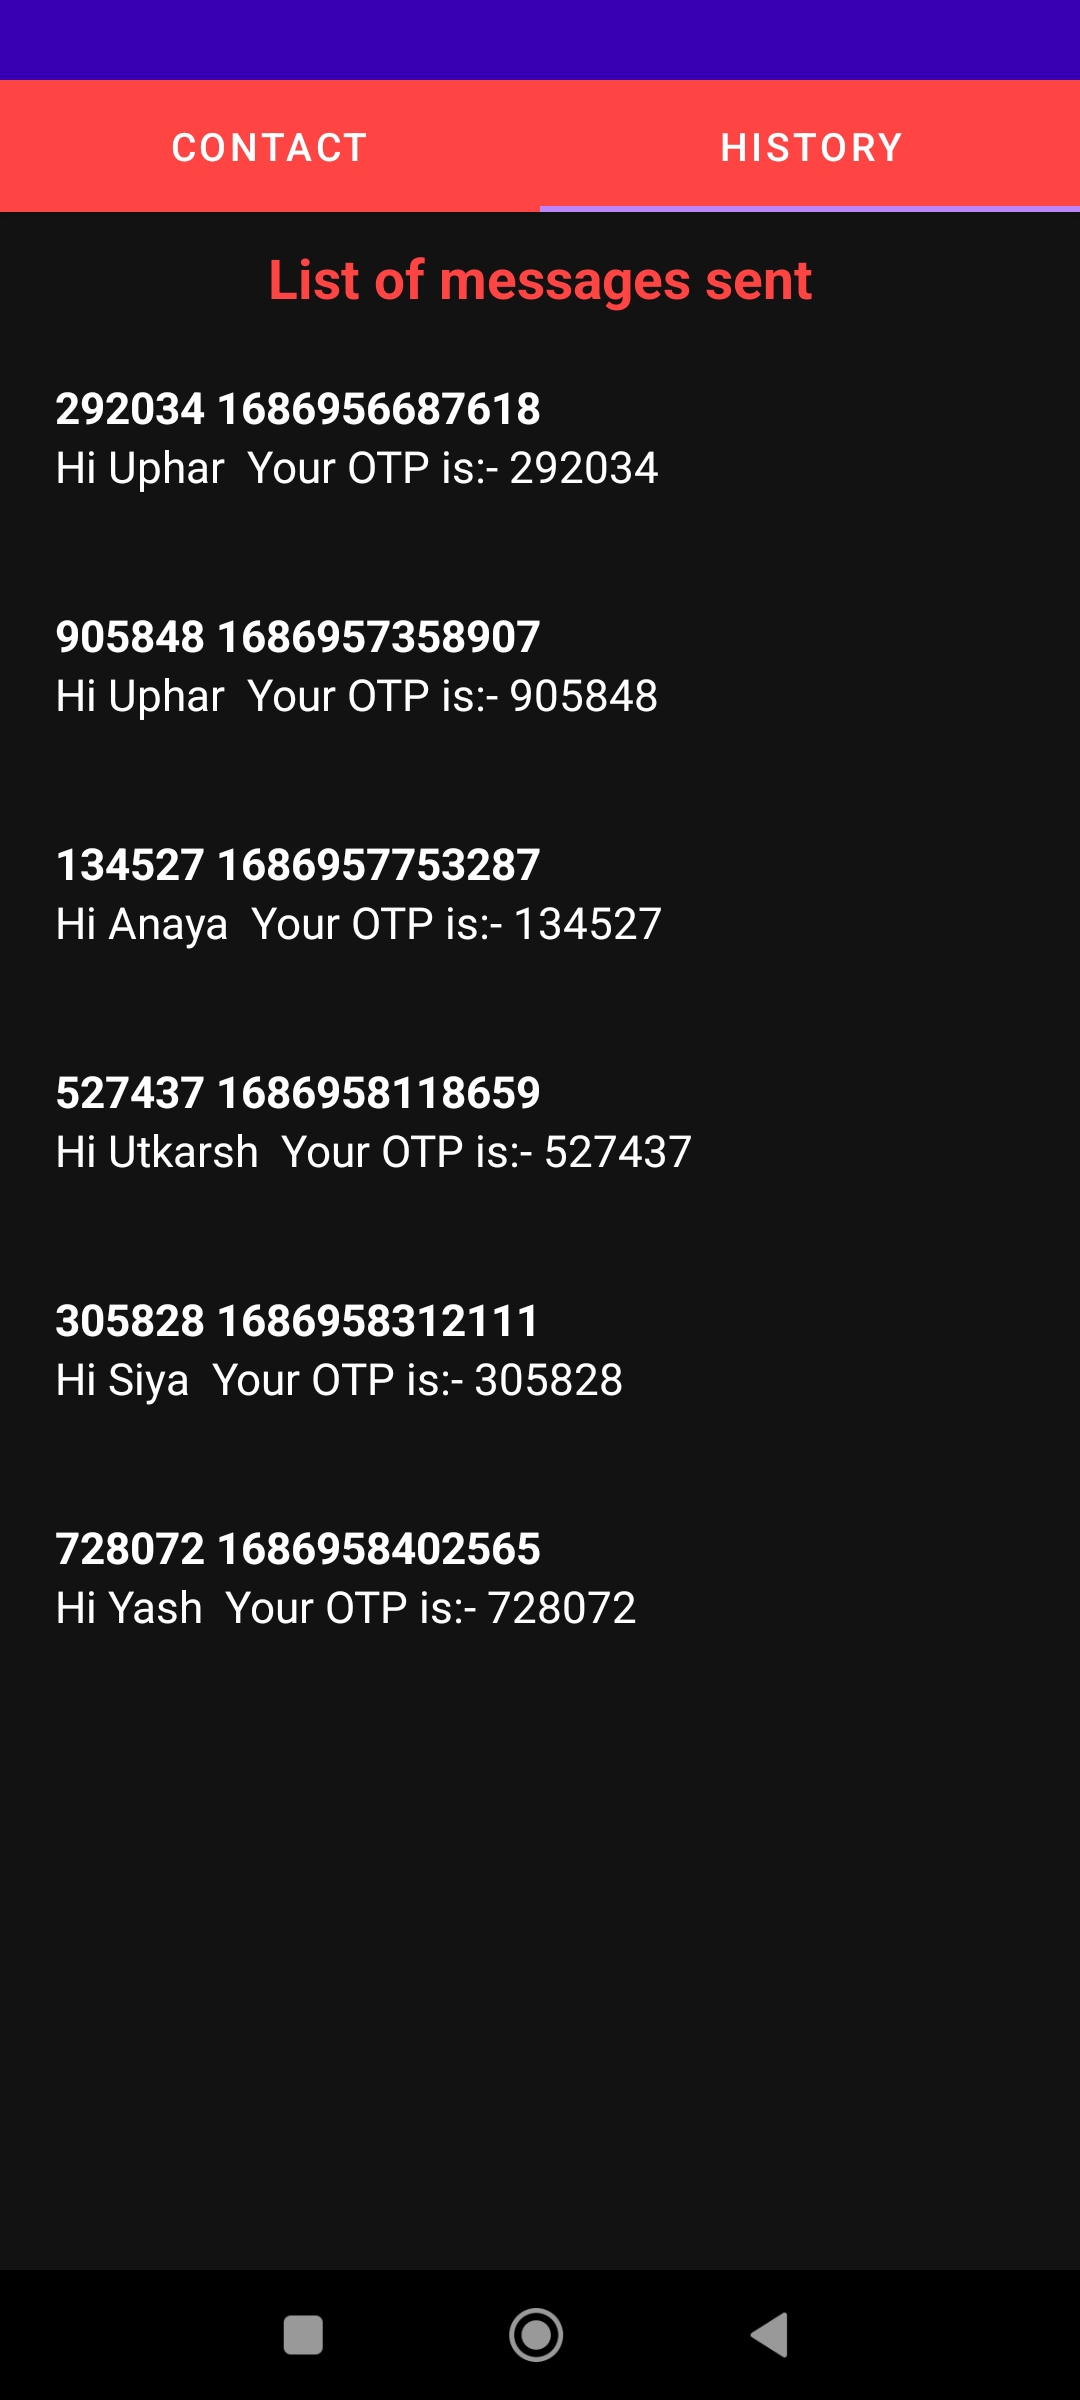 CONTACT HISTORY
List of messages sent
292034 1686956687618
Hi Uphar  Your OTP is:- 292034
905848 1686957358907
Hi Uphar  Your OTP is:- 905848
134527 1686957753287
Hi Anaya  Your OTP is:- 134527
527437 1686958118659
Hi Utkarsh  Your OTP is:- 527437
305828 1686958312111
Hi Siya  Your OTP is:- 305828
728072 1686958402565
Hi Yash  Your OTP is:- 728072